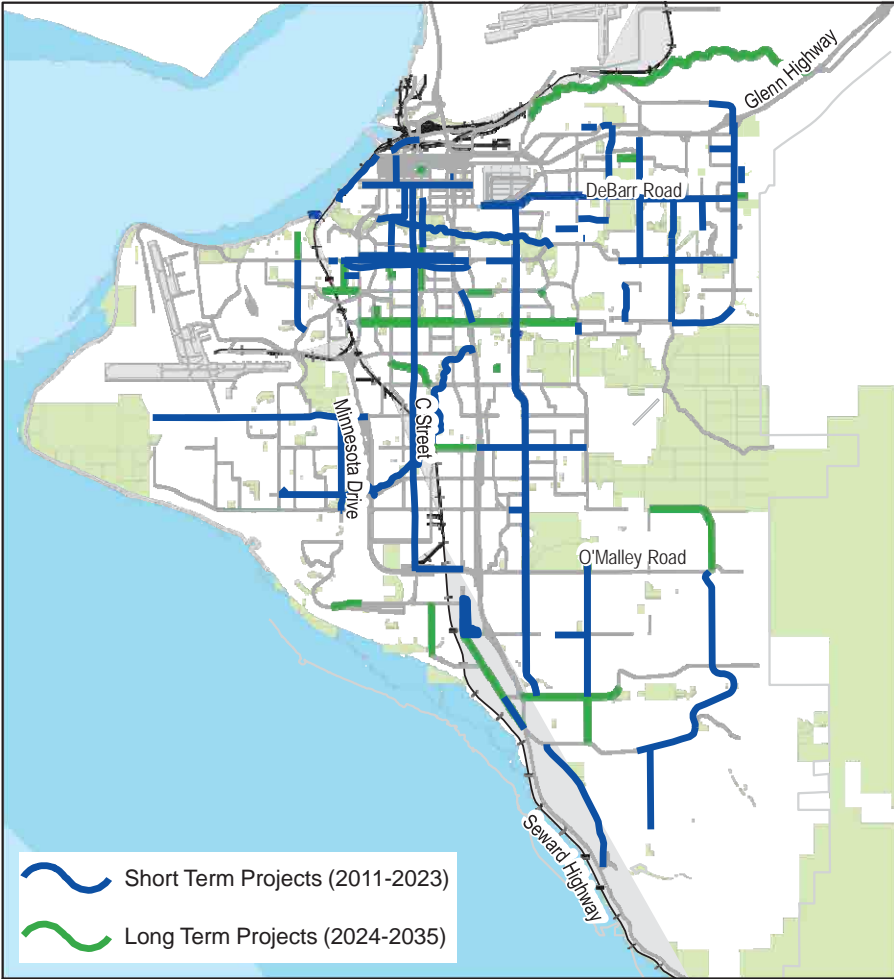 Glenn Highway
DeBarr Road
Minnesota Drive
C Street
O'Malley Road
Seward Highway
Short Term Projects (2011-2023)
Long Term Projects (2024-2035)